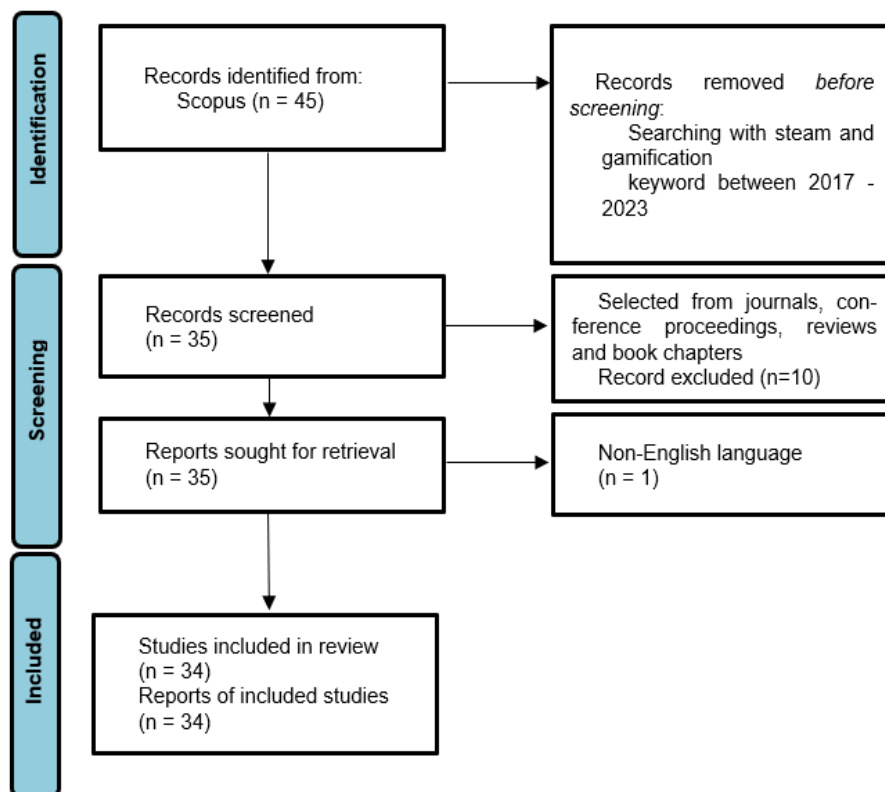 Identification
Records identified from:
Scopus (n = 45)
Records removed before
screening:
Searching with steam and
gamification
keyword between 2017 -
2023
Screening
Records screened
(n = 35)
Selected from journals, con-
ference proceedings, reviews
and book chapters
Record excluded (n=10)
Reports sought for retrieval
(n = 35)
Non-English language
(n = 1)
Included
Studies included in review
(n = 34)
Reports of included studies
(n = 34)